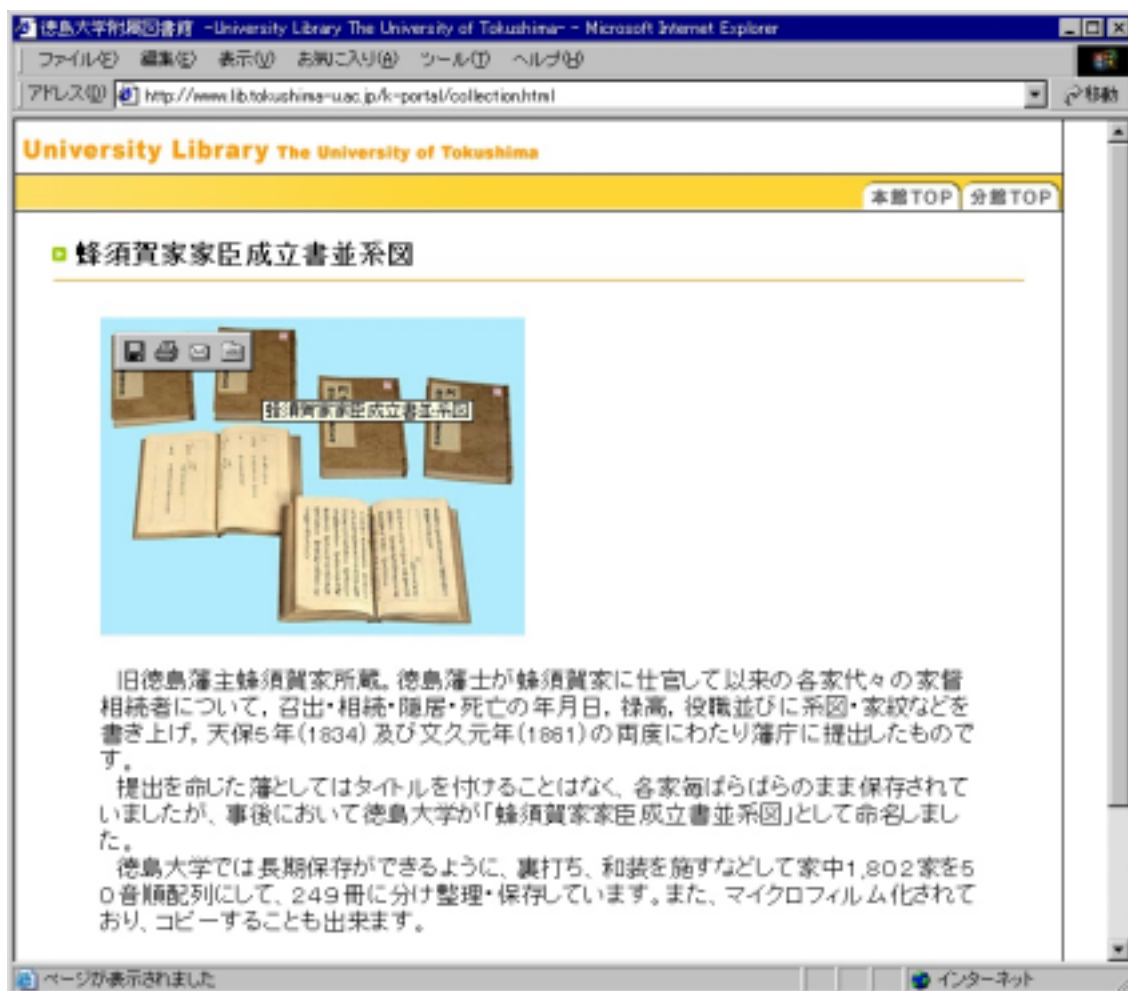 徳島大学附属図書館 -University Library The University of Tokushima- - Microsoft Internet Explorer
ファイル(F) 編集(E) 表示(V) お気に入り(A) ツール(T) ヘルプ(H)
アドレス(D) http://www.lib.tokushima-u.ac.jp/k-portal/collection.html 移動
University Library The University of Tokushima
本館TOP 分館TOP
蜂須賀家家臣成立書並系図
蜂須賀家家臣成立書並系図
旧徳島藩主蜂須賀家所蔵。徳島藩士が蜂須賀家に仕官して以来の各家代々の家督
相続者について，召出・相続・隠居・死亡の年月日，禄高，役職並びに系図・家紋などを
書き上げ，天保5年(1834)及び文久元年(1861)の両度にわたり藩庁に提出したもので
す。
提出を命じた藩としてはタイトルを付けることはなく、各家毎ばらばらのまま保存されて
いましたが、事後において徳島大学が「蜂須賀家家臣成立書並系図」として命名しまし
た。
徳島大学では長期保存ができるように、裏打ち、和装を施すなどして家中1,802家を5
0音順配列にして、249冊に分け整理・保存しています。また、マイクロフィルム化されて
おり、コピーすることも出来ます。
ページが表示されました インターネット